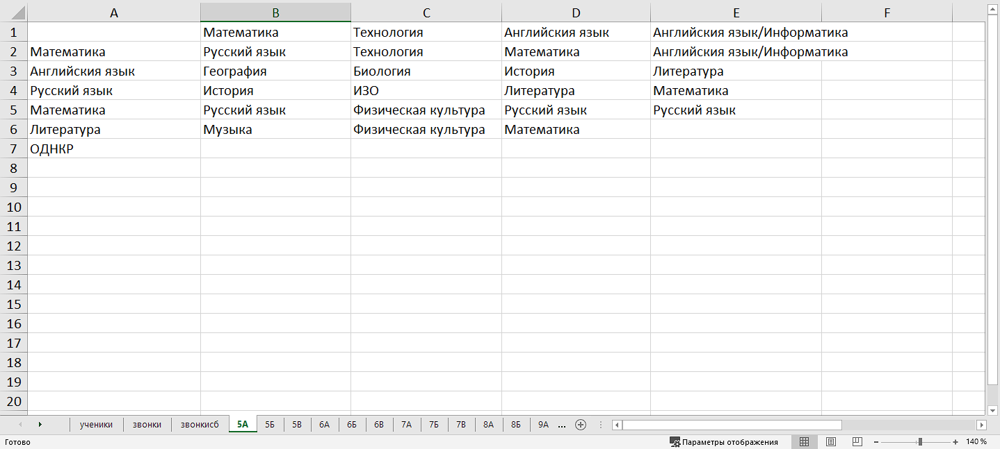 A B C D E F
1 Математика Технология Английския язык Английския язык/Информатика
2 Математика Русский язык Технология Математика Английския язык/Информатика
3 Английския язык География Биология История Литература
4 Русский язык История ИЗО Литература Математика
5 Математика Русский язык Физическая культура Русский язык Русский язык
6 Литература Музыка Физическая культура Математика
7 ОДНКР
8
9
10
11
12
13
14
15
16
17
18
19
20
ученики звонки звонкисб 5А 5Б 5В 6А 6Б 6В 7А 7Б 7В 8А 8Б 9А ...
Готово Параметры отображения 140 %